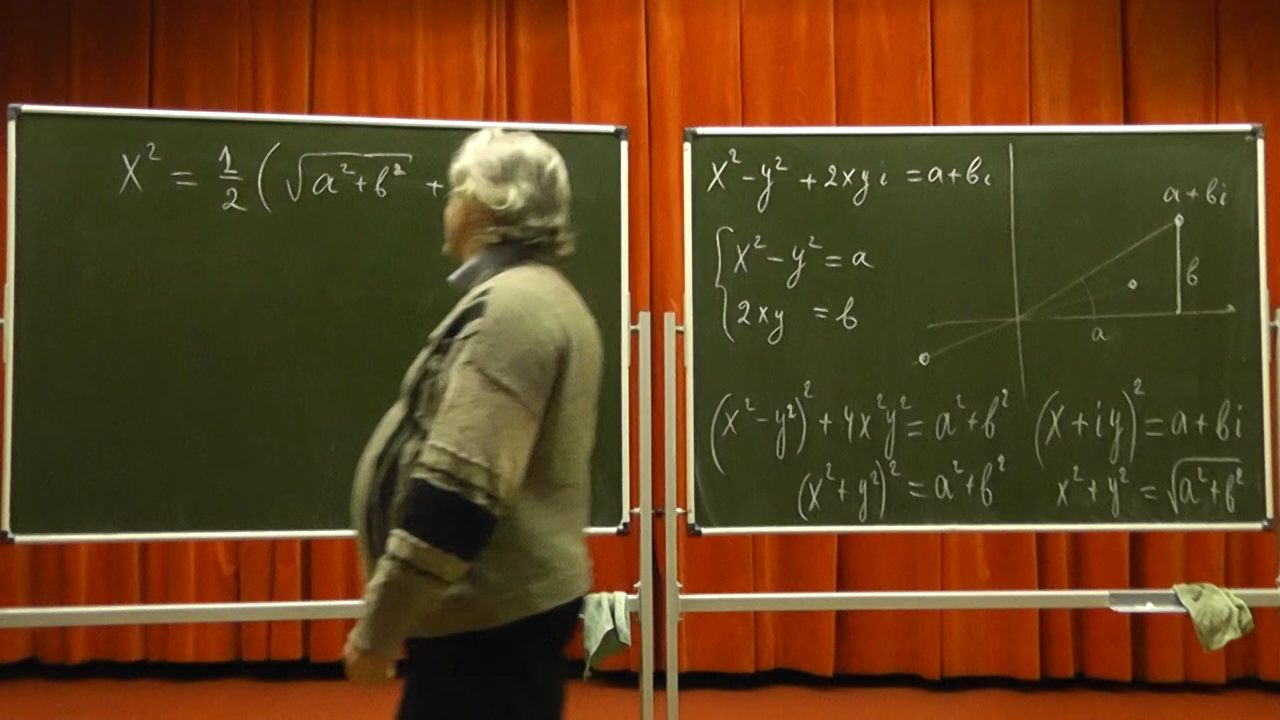 X² = 1/2 (√(a²+b²) +
X² - y² + 2xyi = a+bi
{ X² - y² = a
2xy = b
a+bi
b
a
(X² - y²)² + 4x²y² = a² + b²
(X + iy)² = a + bi
(x² + y²)² = a² + b²
x² + y² = √(a² + b²)